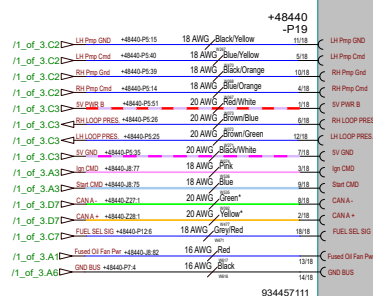 +48440
-P19
/1_of_3.C2 LH Pmp GND +48440-P5:15 18 AWG Black/Yellow 11/18 LH Pmp GND
/1_of_3.C2 LH Pmp Cmd +48440-P5:40 18 AWG Blue/Yellow 5/18 LH Pmp Cmd
/1_of_3.C2 RH Pmp Gnd +48440-P5:39 18 AWG Black/Orange 10/18 RH Pmp Gnd
/1_of_3.C2 RH Pmp Cmd +48440-P5:14 18 AWG Blue/Orange 4/18 RH Pmp Cmd
/1_of_3.C3 5V PWR B +48440-P5:51 20 AWG Red/White 1/18 5V PWR B
/1_of_3.C3 RH LOOP PRES. +48440-P5:26 20 AWG Brown/Blue 6/18 RH LOOP PRES.
/1_of_3.C3 LH LOOP PRES. +48440-P5:25 20 AWG Brown/Green 12/18 LH LOOP PRES.
/1_of_3.C3 5V GND +48440-P5:35 20 AWG Black/White 7/18 5V GND
/1_of_3.A3 Ign CMD +48440-J8:77 18 AWG Pink 3/18 Ign CMD
/1_of_3.A3 Start CMD +48440-J8:75 18 AWG Blue 9/18 Start CMD
/1_of_3.D7 CAN A - +48440-Z27:1 20 AWG Green* 8/18 CAN A -
/1_of_3.D7 CAN A + +48440-Z28:1 20 AWG Yellow* 2/18 CAN A +
/1_of_3.C7 FUEL SEL SIG +48440-P12:6 18 AWG Grey/Red 18/18 FUEL SEL SIG
/1_of_3.A1 Fused Oil Fan Pwr +48440-J8:82 16 AWG Red 13/18 Fused Oil Fan Pwr
/1_of_3.A6 GND BUS +48440-P7:4 16 AWG Black 14/18 GND BUS
934457111